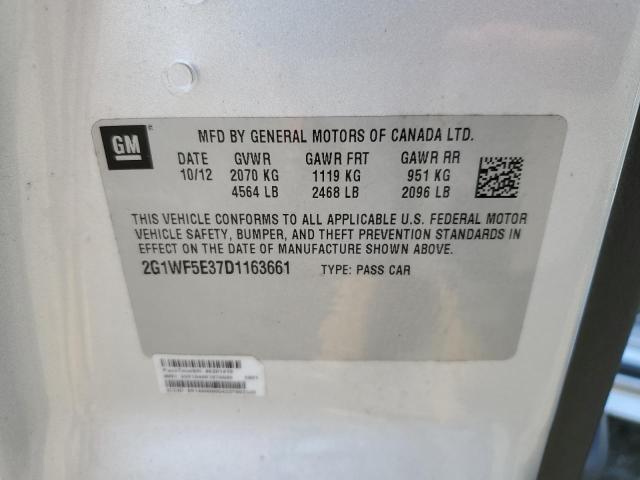 GM
MFD BY GENERAL MOTORS OF CANADA LTD.
DATE GVWR GAWR FRT GAWR RR
10/12 2070 KG 1119 KG 951 KG
4564 LB 2468 LB 2096 LB
THIS VEHICLE CONFORMS TO ALL APPLICABLE U.S. FEDERAL MOTOR
VEHICLE SAFETY, BUMPER, AND THEFT PREVENTION STANDARDS IN
EFFECT ON THE DATE OF MANUFACTURE SHOWN ABOVE.
2G1WF5E37D1163661 TYPE: PASS CAR